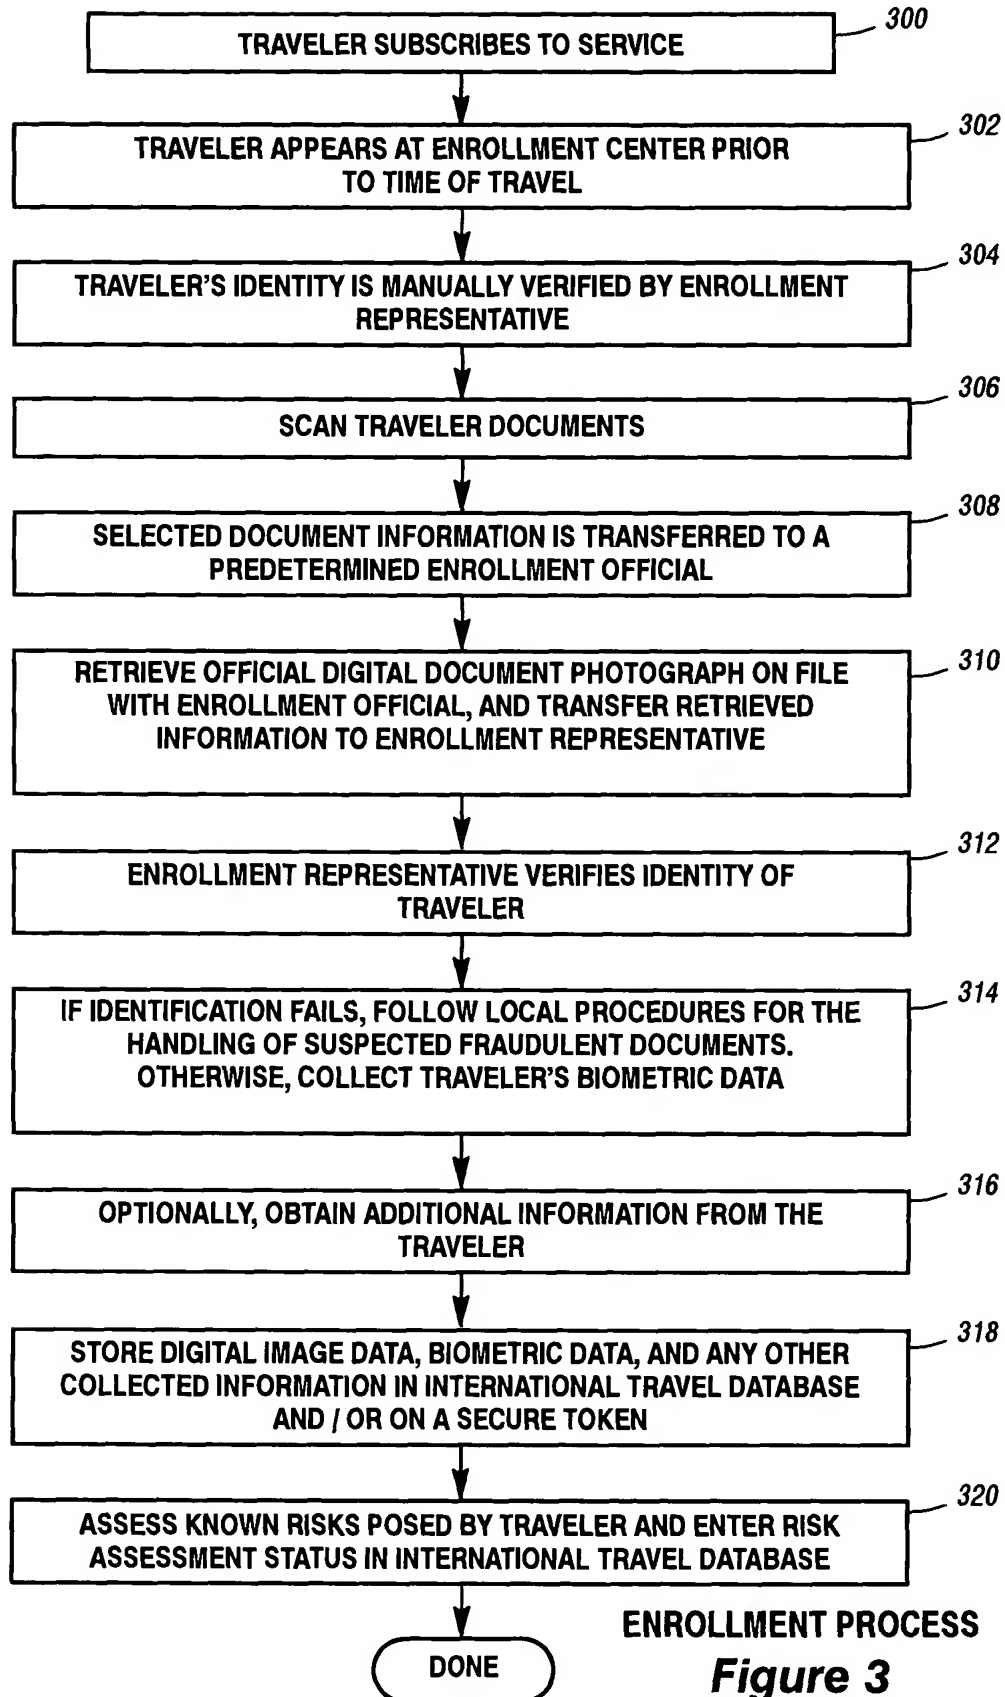 300
TRAVELER SUBSCRIBES TO SERVICE
302
TRAVELER APPEARS AT ENROLLMENT CENTER PRIOR
TO TIME OF TRAVEL
304
TRAVELER'S IDENTITY IS MANUALLY VERIFIED BY ENROLLMENT
REPRESENTATIVE
306
SCAN TRAVELER DOCUMENTS
308
SELECTED DOCUMENT INFORMATION IS TRANSFERRED TO A
PREDETERMINED ENROLLMENT OFFICIAL
310
RETRIEVE OFFICIAL DIGITAL DOCUMENT PHOTOGRAPH ON FILE
WITH ENROLLMENT OFFICIAL, AND TRANSFER RETRIEVED
INFORMATION TO ENROLLMENT REPRESENTATIVE
312
ENROLLMENT REPRESENTATIVE VERIFIES IDENTITY OF
TRAVELER
314
IF IDENTIFICATION FAILS, FOLLOW LOCAL PROCEDURES FOR THE
HANDLING OF SUSPECTED FRAUDULENT DOCUMENTS.
OTHERWISE, COLLECT TRAVELER'S BIOMETRIC DATA
316
OPTIONALLY, OBTAIN ADDITIONAL INFORMATION FROM THE
TRAVELER
318
STORE DIGITAL IMAGE DATA, BIOMETRIC DATA, AND ANY OTHER
COLLECTED INFORMATION IN INTERNATIONAL TRAVEL DATABASE
AND / OR ON A SECURE TOKEN
320
ASSESS KNOWN RISKS POSED BY TRAVELER AND ENTER RISK
ASSESSMENT STATUS IN INTERNATIONAL TRAVEL DATABASE
DONE
ENROLLMENT PROCESS
Figure 3